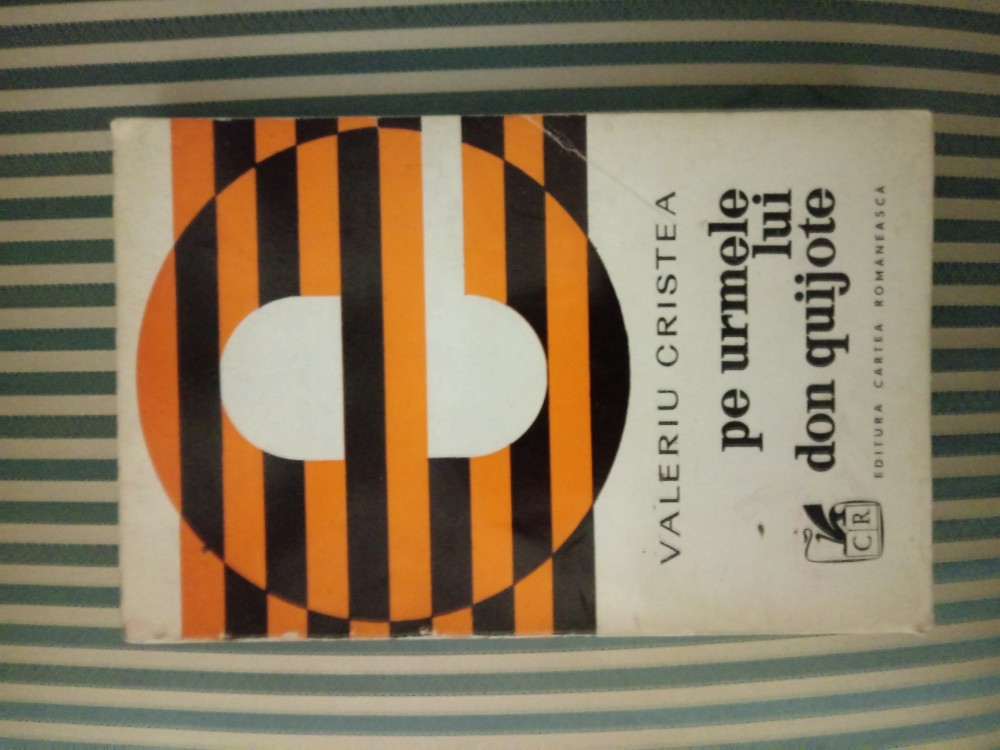 VALERIU CRISTEA
pe urmele
lui
don quijote
CR
EDITURA CARTEA ROMANEASCA